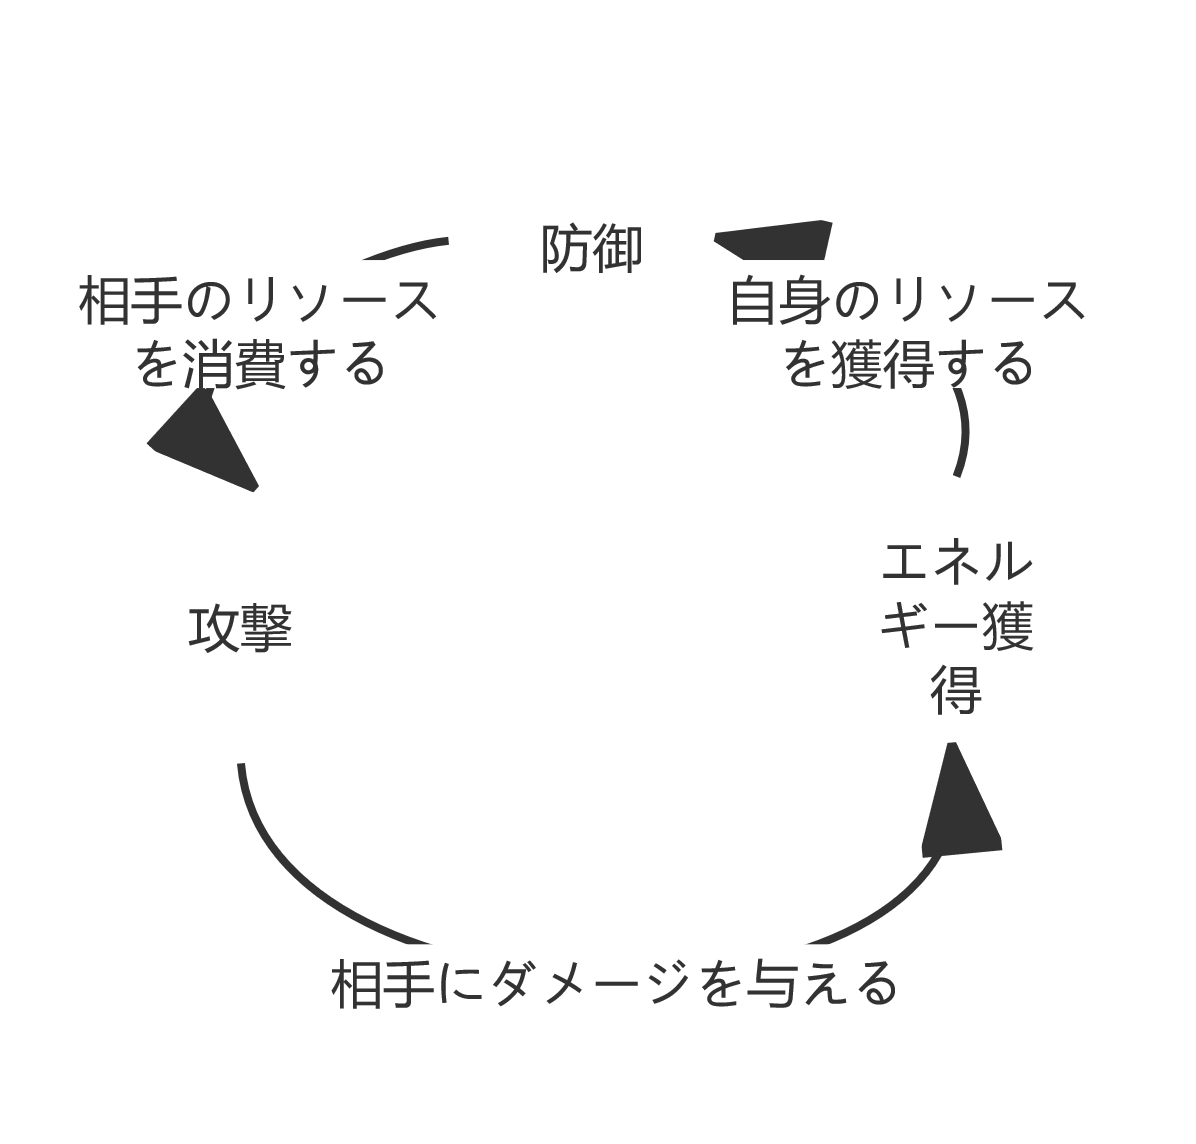 防御
相手のリソース
を消費する
自身のリソース
を獲得する
エネル
ギー獲
得
攻撃
相手にダメージを与える